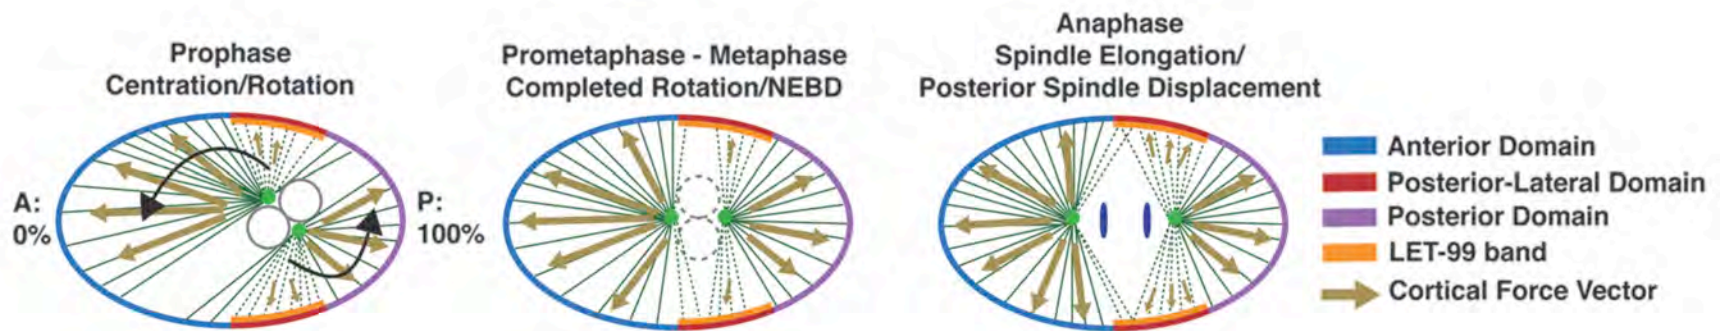 Prophase
Centration/Rotation
Prometaphase - Metaphase
Completed Rotation/NEBD
Anaphase
Spindle Elongation/
Posterior Spindle Displacement
A:
0%
P:
100%
Anterior Domain
Posterior-Lateral Domain
Posterior Domain
LET-99 band
Cortical Force Vector